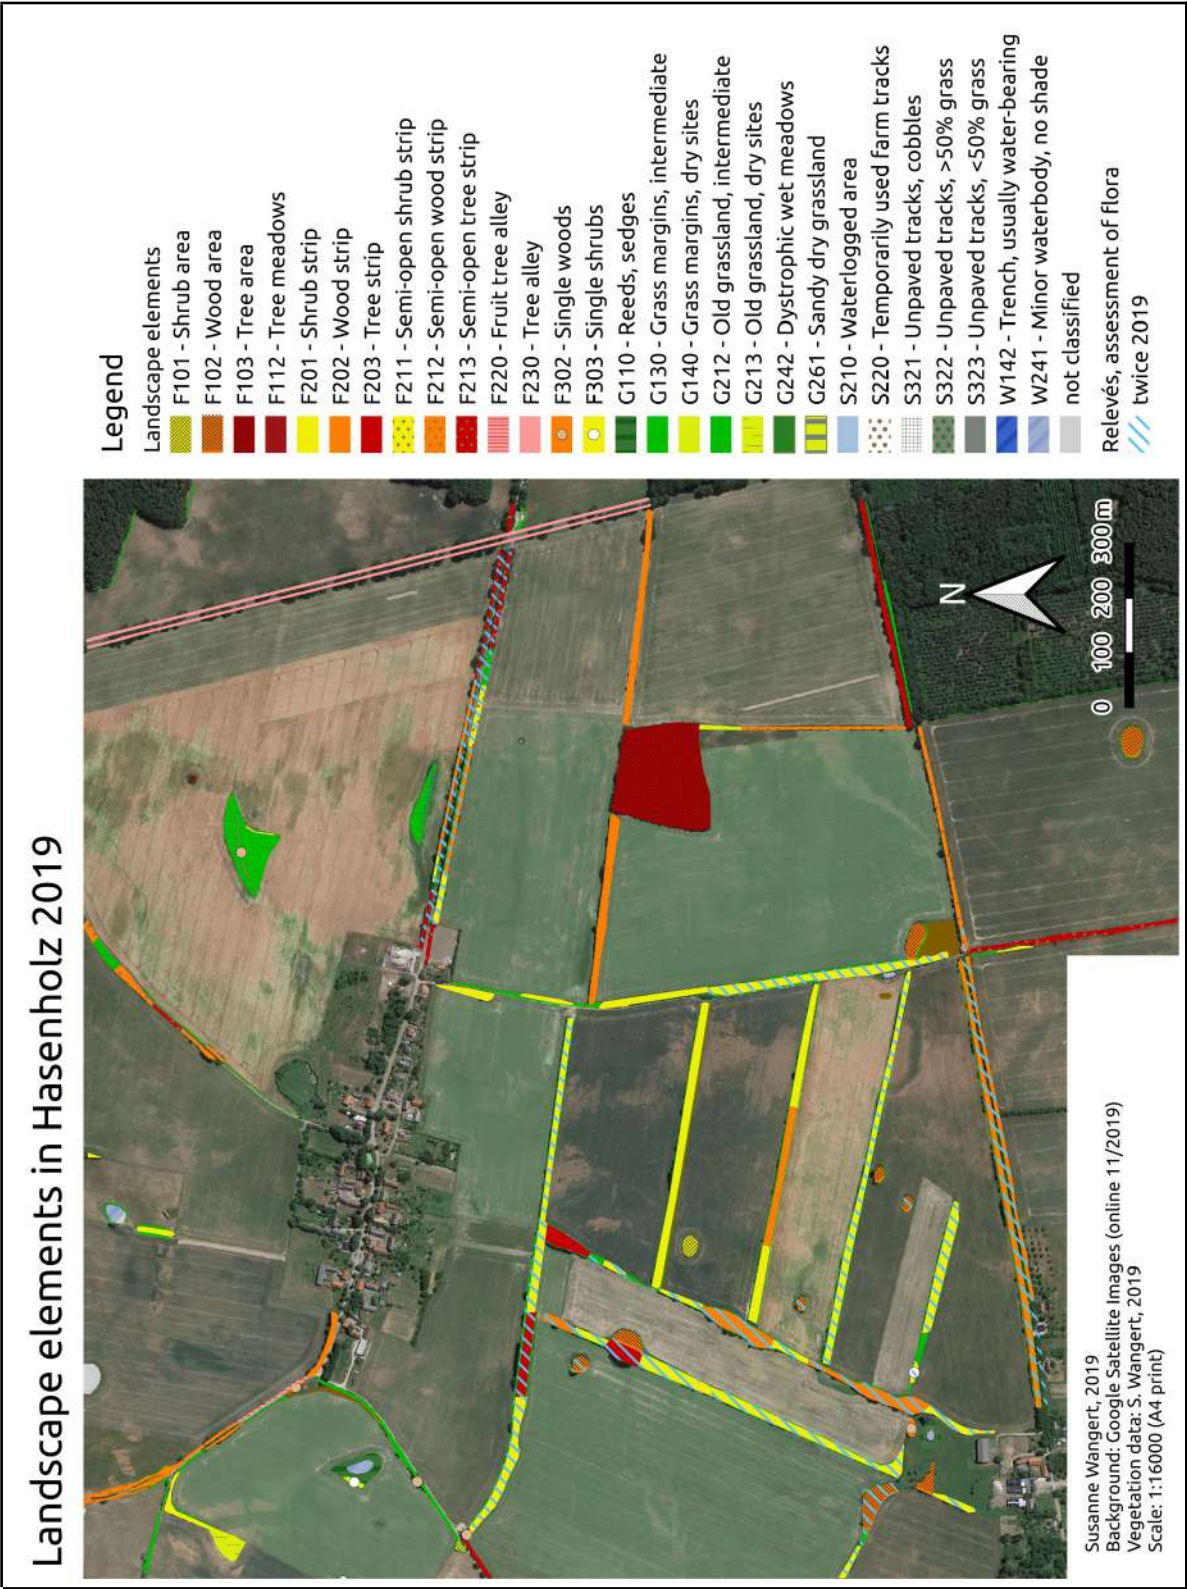 Landscape elements in Hasenholz 2019
Legend
Landscape elements
F101 - Shrub area
F102 - Wood area
F103 - Tree area
F112 - Tree meadows
F201 - Shrub strip
F202 - Wood strip
F203 - Tree strip
F211 - Semi-open shrub strip
F212 - Semi-open wood strip
F213 - Semi-open tree strip
F220 - Fruit tree alley
F230 - Tree alley
F302 - Single woods
F303 - Single shrubs
G110 - Reeds, sedges
G130 - Grass margins, intermediate
G140 - Grass margins, dry sites
G212 - Old grassland, intermediate
G213 - Old grassland, dry sites
G242 - Dystrophic wet meadows
G261 - Sandy dry grassland
S210 - Waterlogged area
S220 - Temporarily used farm tracks
S321 - Unpaved tracks, cobbles
S322 - Unpaved tracks, >50% grass
S323 - Unpaved tracks, <50% grass
W142 - Trench, usually water-bearing
W241 - Minor waterbody, no shade
not classified
Relevés, assessment of flora
twice 2019
N
0 100 200 300 m
Susanne Wangert, 2019
Background: Google Satellite Images (online 11/2019)
Vegetation data: S. Wangert, 2019
Scale: 1:16000 (A4 print)